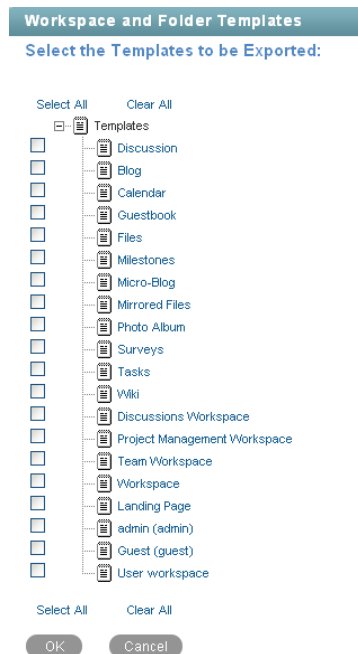 Workspace and Folder Templates
Select the Templates to be Exported:
Select All Clear All
Templates
Discussion
Blog
Calendar
Guestbook
Files
Milestones
Micro-Blog
Mirrored Files
Photo Album
Surveys
Tasks
Wiki
Discussions Workspace
Project Management Workspace
Team Workspace
Workspace
Landing Page
admin (admin)
Guest (guest)
User workspace
Select All Clear All
OK Cancel